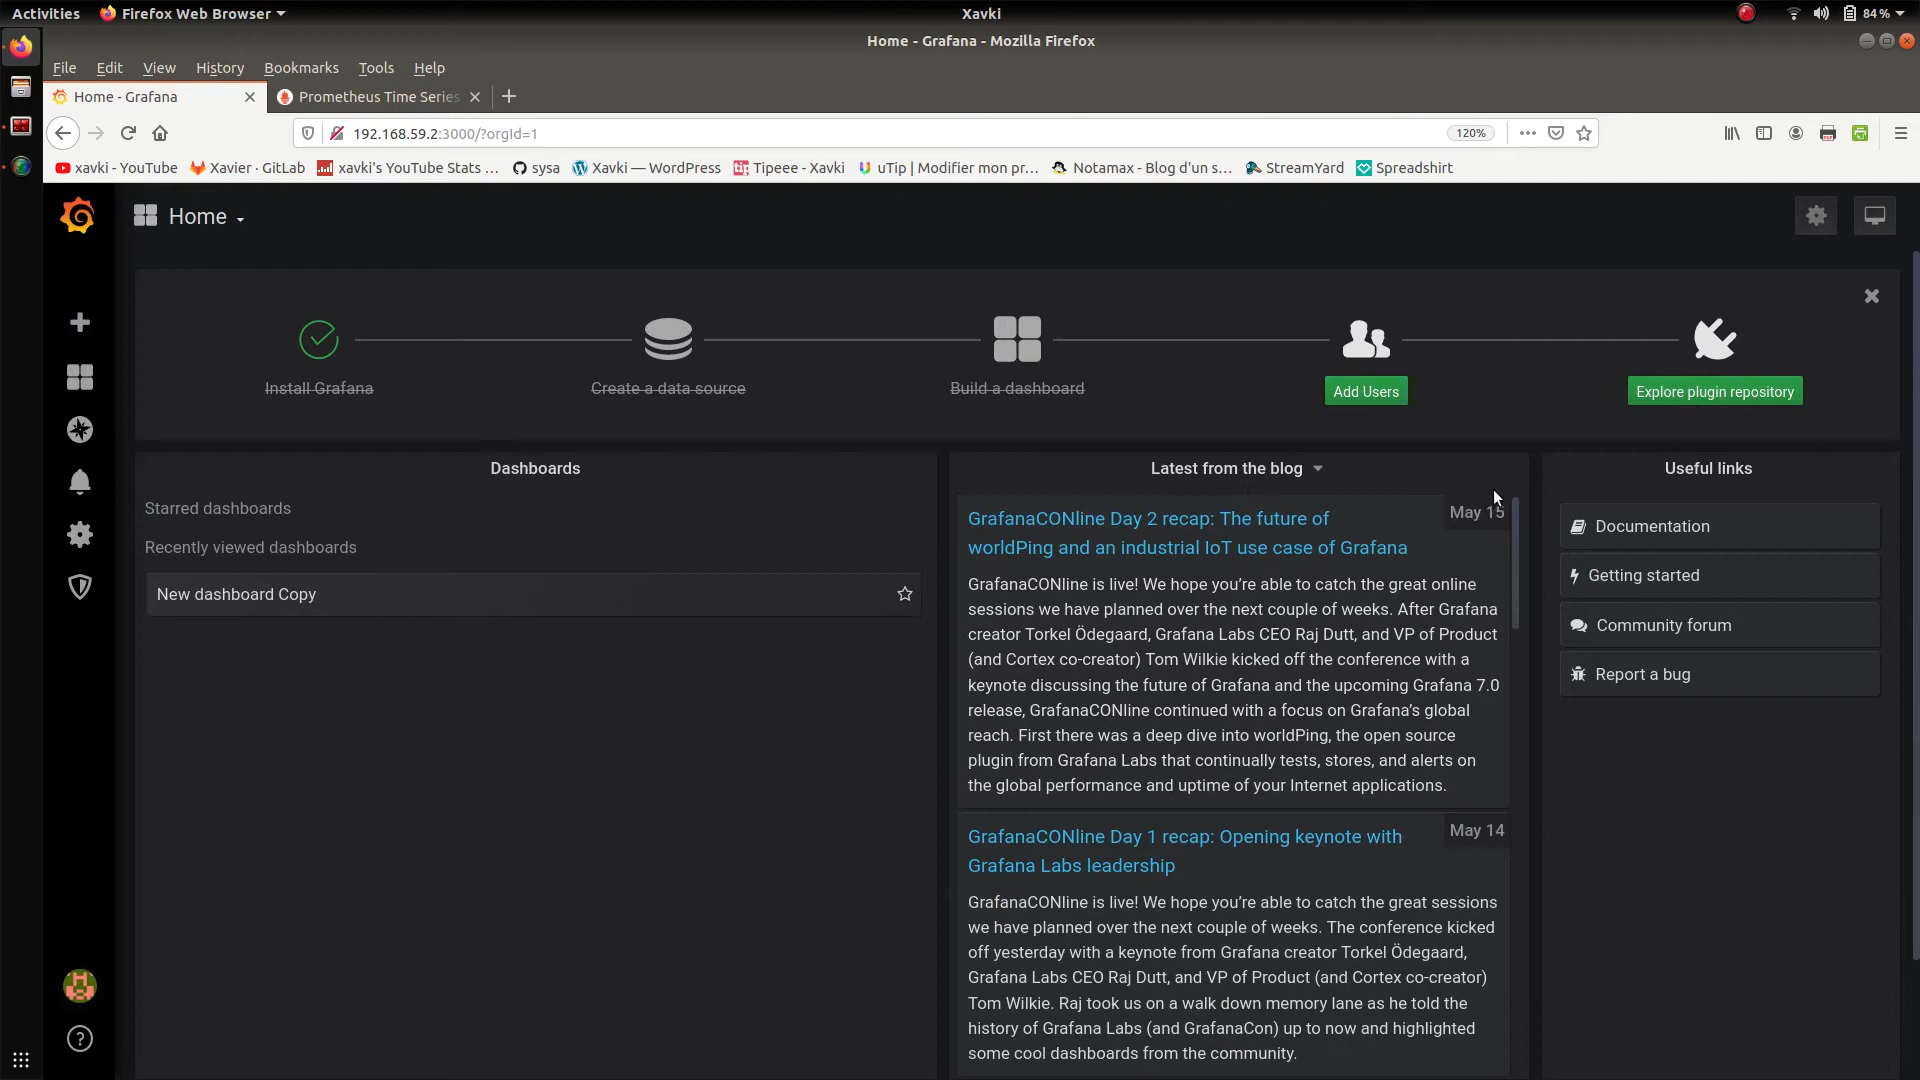 Activities
Firefox Web Browser
Xavki
84 %
Home - Grafana - Mozilla Firefox
File Edit View History Bookmarks Tools Help
Home - Grafana
Prometheus Time Series
192.168.59.2:3000/?orgId=1
120%
xavki - YouTube
Xavier · GitLab
xavki's YouTube Stats ...
sysa
Xavki — WordPress
Tipeee - Xavki
uTip | Modifier mon pr...
Notamax - Blog d'un s...
StreamYard
Spreadshirt
Home
Install Grafana
Create a data source
Build a dashboard
Add Users
Explore plugin repository
Dashboards
Starred dashboards
Recently viewed dashboards
New dashboard Copy
Latest from the blog
May 15
GrafanaCONline Day 2 recap: The future of
worldPing and an industrial IoT use case of Grafana
GrafanaCONline is live! We hope you’re able to catch the great online
sessions we have planned over the next couple of weeks. After Grafana
creator Torkel Ödegaard, Grafana Labs CEO Raj Dutt, and VP of Product
(and Cortex co-creator) Tom Wilkie kicked off the conference with a
keynote discussing the future of Grafana and the upcoming Grafana 7.0
release, GrafanaCONline continued with a focus on Grafana’s global
reach. First there was a deep dive into worldPing, the open source
plugin from Grafana Labs that continually tests, stores, and alerts on
the global performance and uptime of your Internet applications.
May 14
GrafanaCONline Day 1 recap: Opening keynote with
Grafana Labs leadership
GrafanaCONline is live! We hope you’re able to catch the great sessions
we have planned over the next couple of weeks. The conference kicked
off yesterday with a keynote from Grafana creator Torkel Ödegaard,
Grafana Labs CEO Raj Dutt, and VP of Product (and Cortex co-creator)
Tom Wilkie. Raj took us on a walk down memory lane as he told the
history of Grafana Labs (and GrafanaCon) up to now and highlighted
some cool dashboards from the community.
Useful links
Documentation
Getting started
Community forum
Report a bug